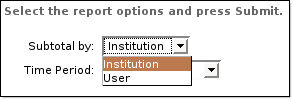 Select the report options and press Submit.
Subtotal by: Institution
Institution
Time Period:
User